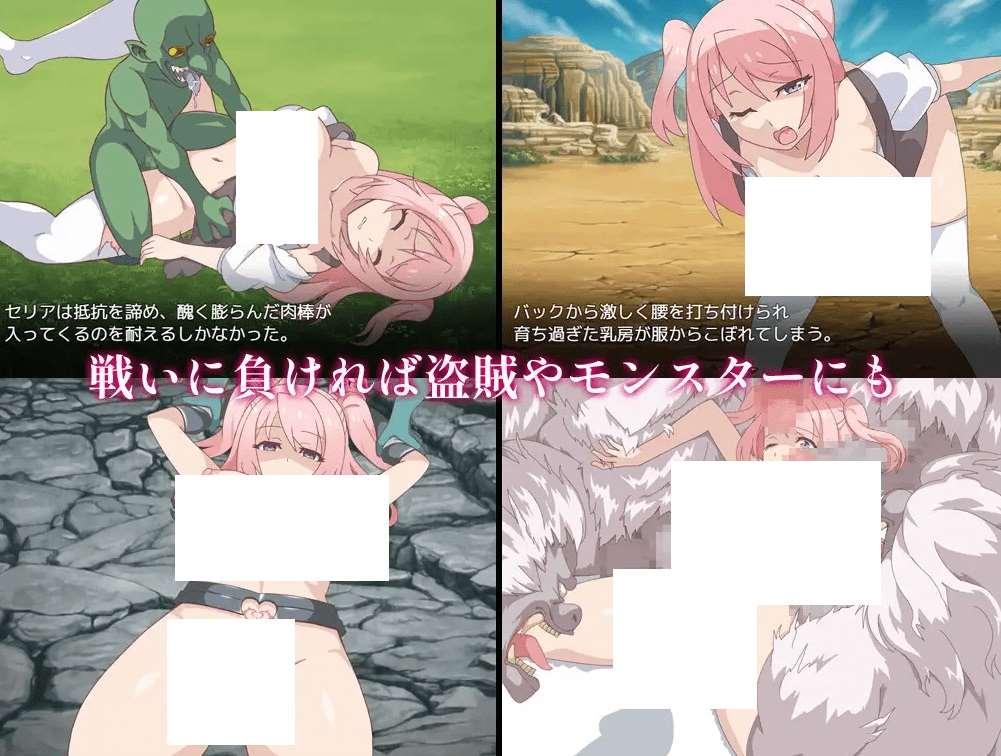 セリアは抵抗を諦め、醜く膨らんだ肉棒が
入ってくるのを耐えるしかなかった。
バックから激しく腰を打ち付けられ
育ち過ぎた乳房が服からこぼれてしまう。
戦いに負ければ盗賊やモンスターにも